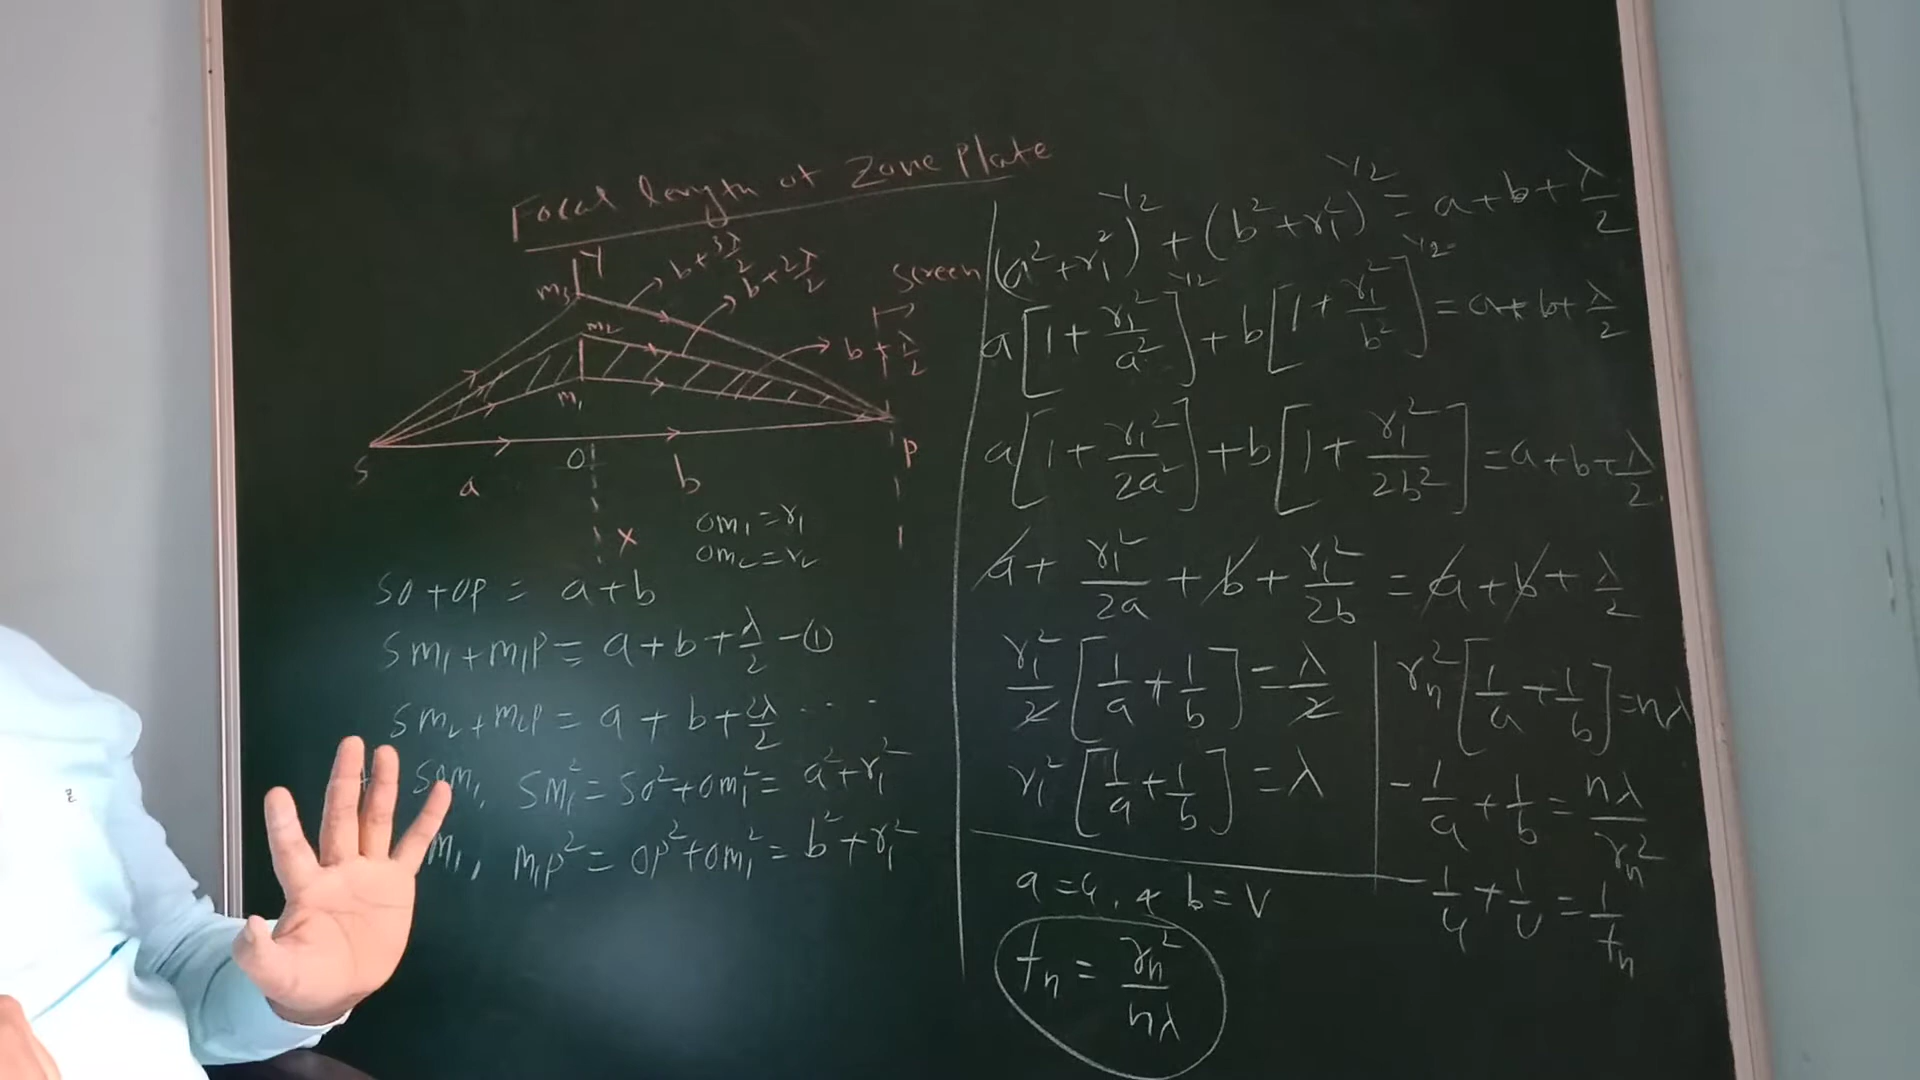 Focal length of Zone Plate
Y
M₃
b + 3λ/2
b + 2λ/2
screen
M₂
b + λ/2
M₁
S
O
P
a
b
X
OM₁ = r₁
OM₂ = r₂
SO + OP = a + b
SM₁ + M₁P = a + b + λ/2 - ①
SM₂ + M₂P = a + b + 2λ/2 ...
SOM₁, SM₁² = SO² + OM₁² = a² + r₁²
M₁, M₁P² = OP² + OM₁² = b² + r₁²
(a² + r₁²)^1/2 + (b² + r₁²)^1/2 = a + b + λ/2
a[1 + r₁²/a²]^1/2 + b[1 + r₁²/b²]^1/2 = a + b + λ/2
a[1 + r₁²/2a²] + b[1 + r₁²/2b²] = a + b + λ/2
a + r₁²/2a + b + r₁²/2b = a + b + λ/2
r₁²/2 [1/a + 1/b] = λ/2
r₁² [1/a + 1/b] = λ
rₙ² [1/a + 1/b] = nλ
- 1/a + 1/b = nλ/rₙ²
1/u + 1/v = 1/fₙ
a = u, & b = v
fₙ = rₙ²/nλ